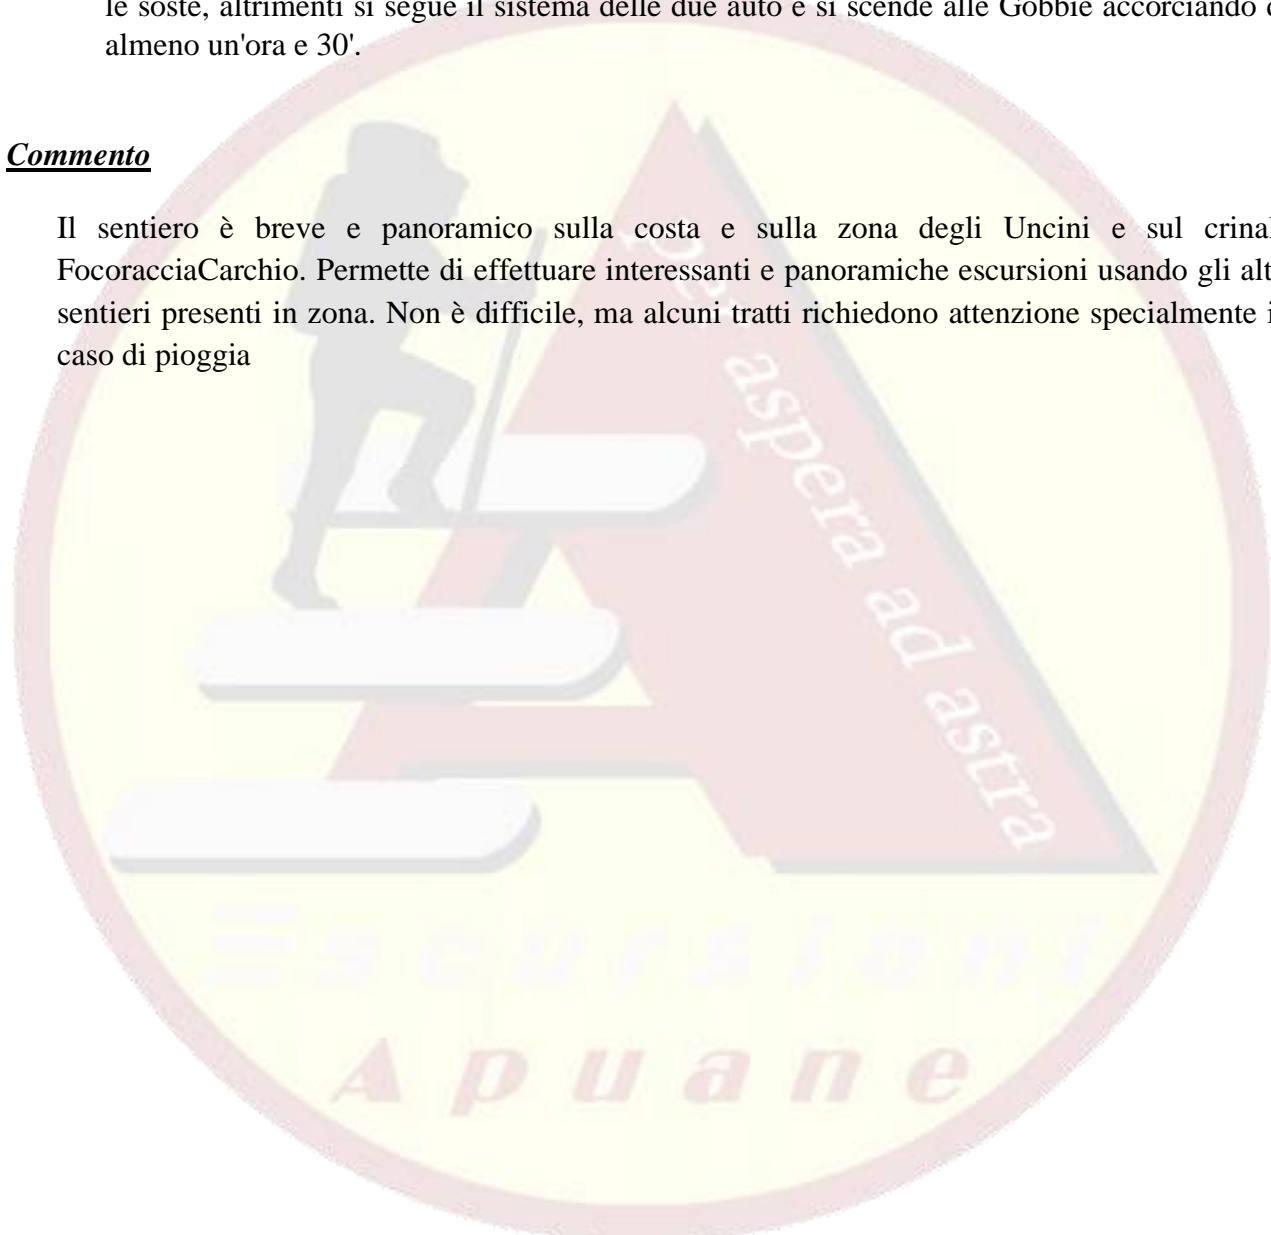 le soste, altrimenti si segue il sistema delle due auto e si scende alle Gobbie accorciando d
almeno un'ora e 30'.
Commento
Il sentiero è breve e panoramico sulla costa e sulla zona degli Uncini e sul crinal
FocoracciaCarchio. Permette di effettuare interessanti e panoramiche escursioni usando gli alt
sentieri presenti in zona. Non è difficile, ma alcuni tratti richiedono attenzione specialmente i
caso di pioggia
Per aspera ad astra
Escursioni
Apuane